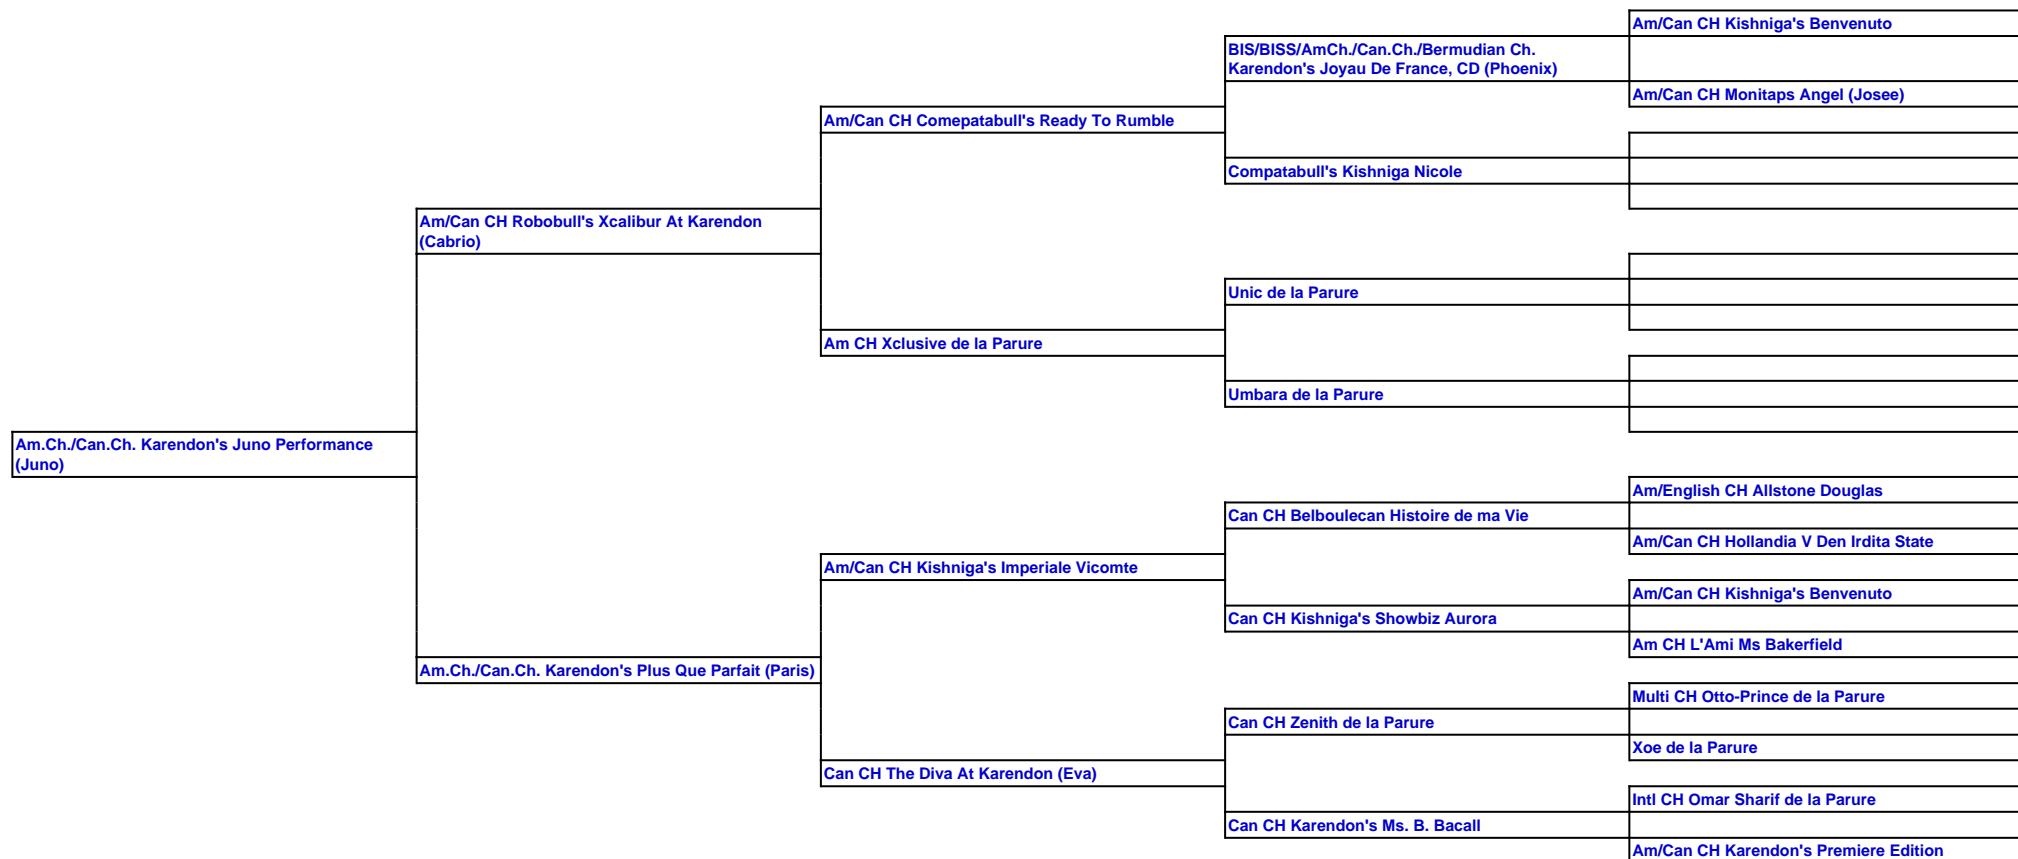 Am/Can CH Kishniga's Benvenuto
BIS/BISS/AmCh./Can.Ch./Bermudian Ch.
Karendon's Joyau De France, CD (Phoenix)
Am/Can CH Monitaps Angel (Josee)
Am/Can CH Comepatabull's Ready To Rumble
Compatabull's Kishniga Nicole
Am/Can CH Robobull's Xcalibur At Karendon
(Cabrio)
Unic de la Parure
Am CH Xclusive de la Parure
Umbara de la Parure
Am.Ch./Can.Ch. Karendon's Juno Performance
(Juno)
Am/English CH Allstone Douglas
Can CH Belboulecan Histoire de ma Vie
Am/Can CH Hollandia V Den Irdita State
Am/Can CH Kishniga's Imperiale Vicomte
Am/Can CH Kishniga's Benvenuto
Can CH Kishniga's Showbiz Aurora
Am CH L'Ami Ms Bakerfield
Am.Ch./Can.Ch. Karendon's Plus Que Parfait (Paris)
Multi CH Otto-Prince de la Parure
Can CH Zenith de la Parure
Xoe de la Parure
Can CH The Diva At Karendon (Eva)
Intl CH Omar Sharif de la Parure
Can CH Karendon's Ms. B. Bacall
Am/Can CH Karendon's Premiere Edition